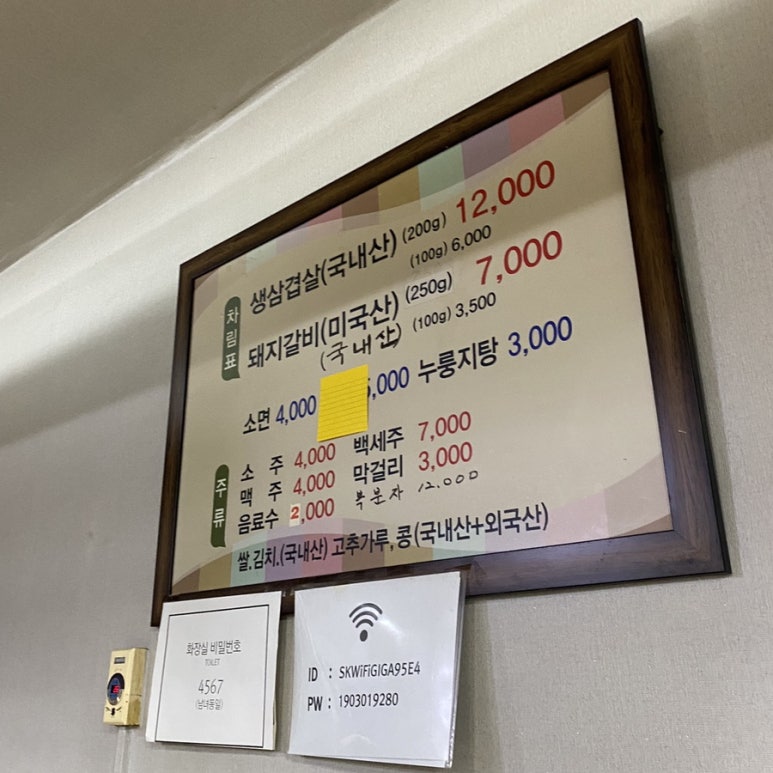 차림표
생삼겹살(국내산) (200g) 12,000
(100g) 6,000
돼지갈비(미국산) (250g) 7,000
(국내산) (100g) 3,500
소면 4,000 5,000 누룽지탕 3,000
주류
소 주 4,000 백세주 7,000
맥 주 4,000 막걸리 3,000
음료수 2,000 복분자 12.000
쌀.김치.(국내산) 고추가루, 콩(국내산+외국산)
화장실 비밀번호
TOILET
4567
(남녀동일)
ID : SKWiFiGIGA95E4
PW : 1903019280